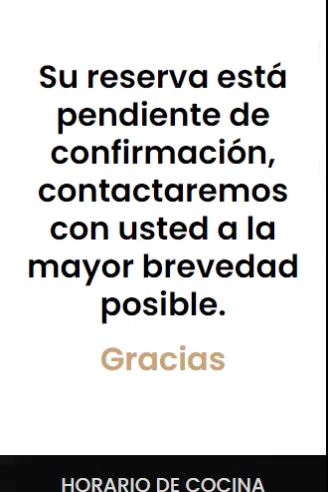 Su reserva está
pendiente de
confirmación,
contactaremos
con usted a la
mayor brevedad
posible.
Gracias
HORARIO DE COCINA